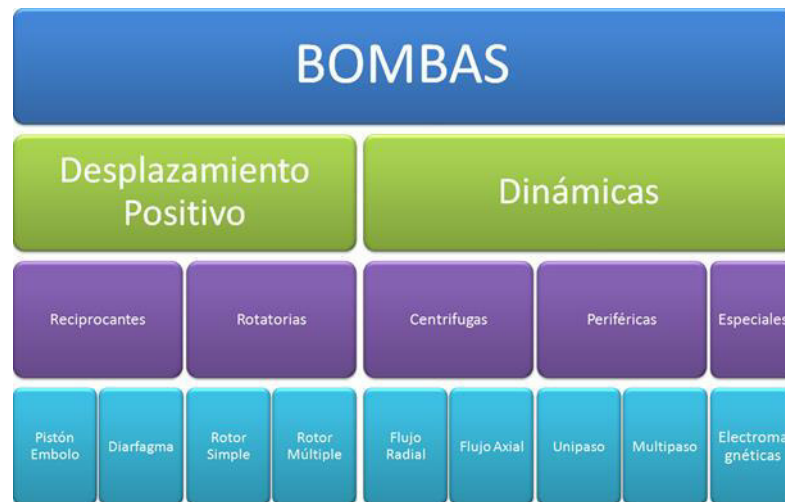 BOMBAS
Desplazamiento
Positivo
Dinámicas
Reciprocantes
Rotatorias
Centrifugas
Periféricas
Especiales
Pistón
Embolo
Diarfagma
Rotor
Simple
Rotor
Múltiple
Flujo
Radial
Flujo Axial
Unipaso
Multipaso
Electroma
gnéticas